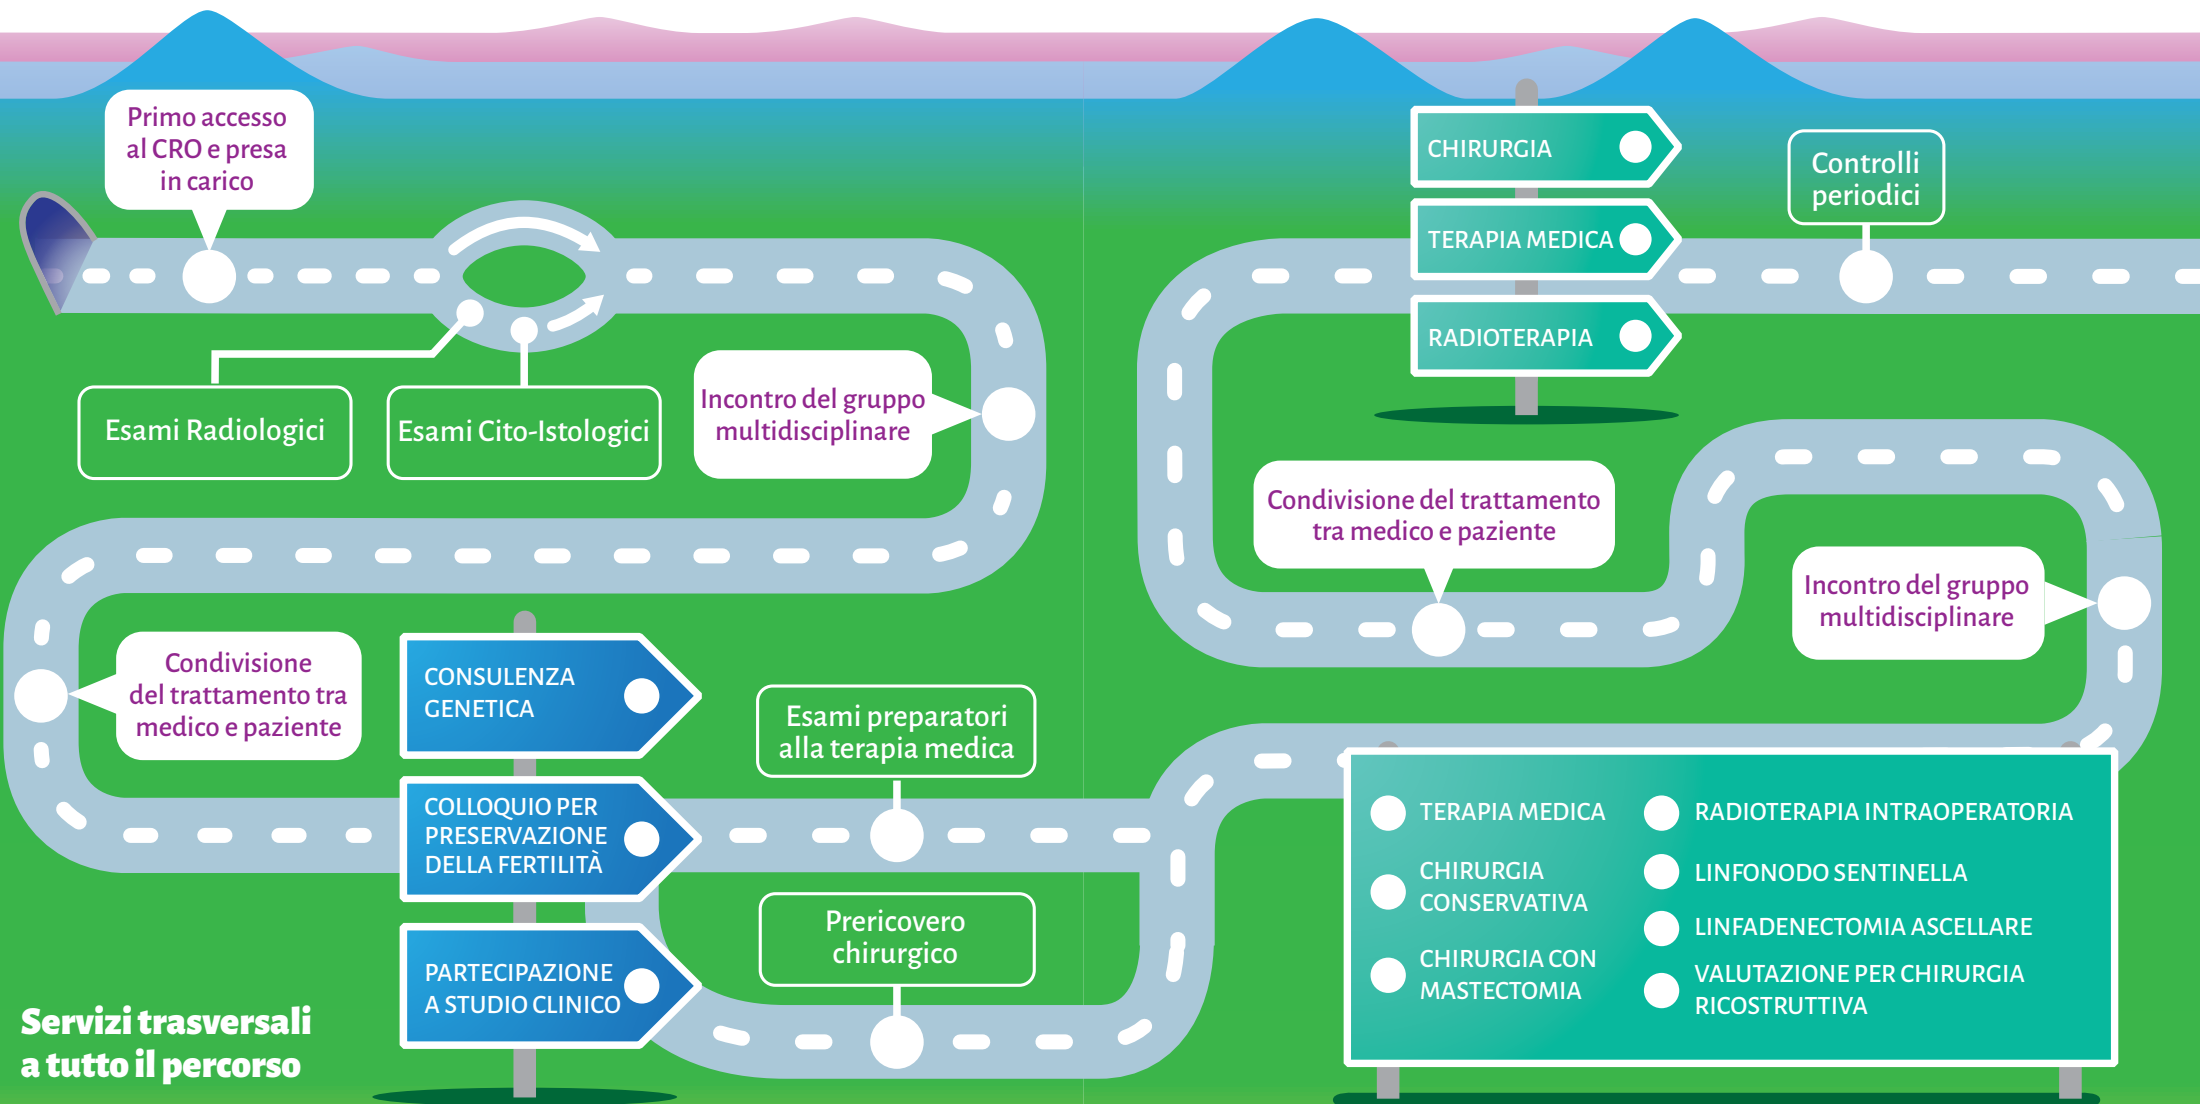 Primo accesso
al CRO e presa
in carico
Esami Radiologici
Esami Cito-Istologici
Incontro del gruppo
multidisciplinare
Condivisione
del trattamento tra
medico e paziente
CONSULENZA
GENETICA
COLLOQUIO PER
PRESERVAZIONE
DELLA FERTILITÀ
PARTECIPAZIONE
A STUDIO CLINICO
Esami preparatori
alla terapia medica
Prericovero
chirurgico
Servizi trasversali
a tutto il percorso
TERAPIA MEDICA
CHIRURGIA
CONSERVATIVA
CHIRURGIA CON
MASTECTOMIA
RADIOTERAPIA INTRAOPERATORIA
LINFONODO SENTINELLA
LINFADENECTOMIA ASCELLARE
VALUTAZIONE PER CHIRURGIA
RICOSTRUTTIVA
Incontro del gruppo
multidisciplinare
Condivisione del trattamento
tra medico e paziente
CHIRURGIA
TERAPIA MEDICA
RADIOTERAPIA
Controlli
periodici